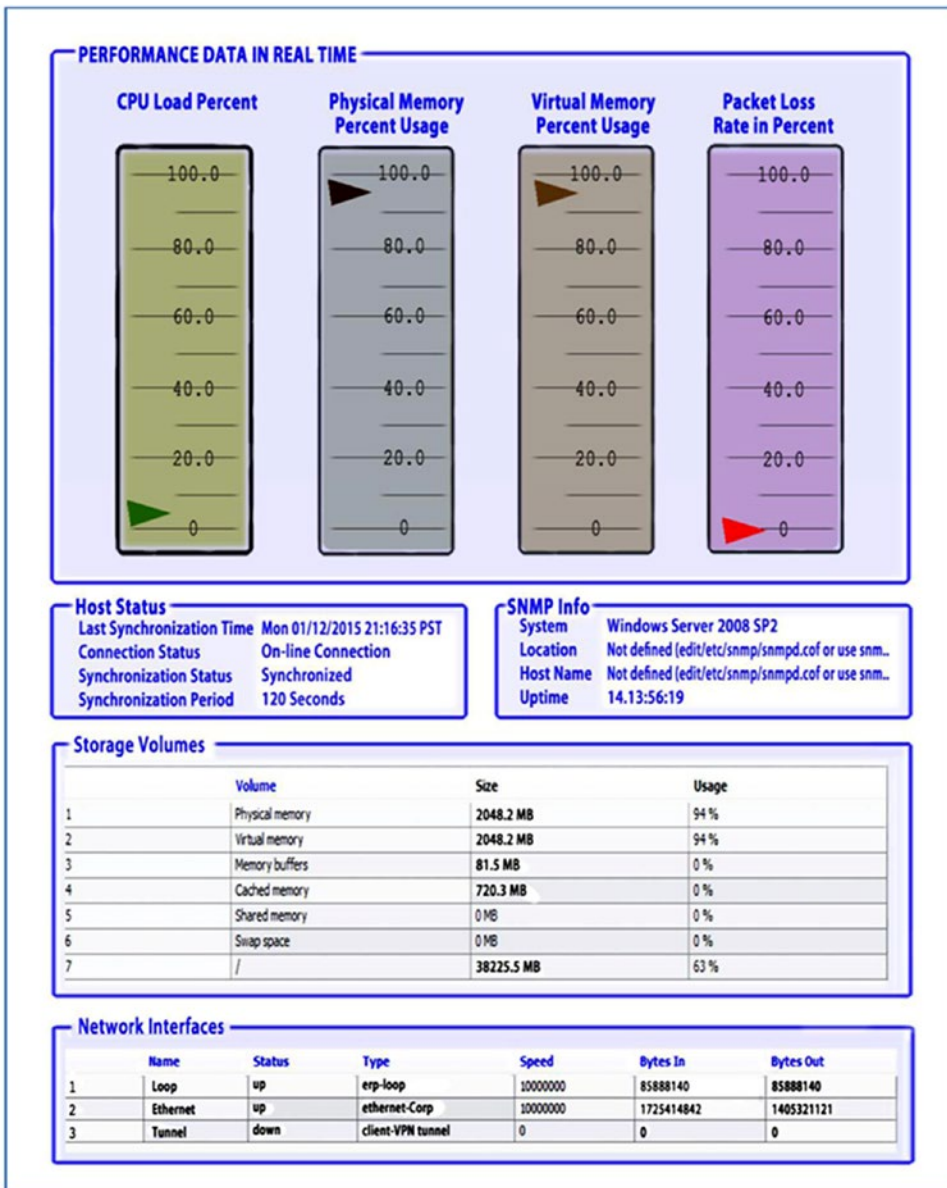 PERFORMANCE DATA IN REAL TIME
CPU Load Percent
Physical Memory Percent Usage
Virtual Memory Percent Usage
Packet Loss Rate in Percent
100.0 100.0 100.0 100.0
80.0 80.0 80.0 80.0
60.0 60.0 60.0 60.0
40.0 40.0 40.0 40.0
20.0 20.0 20.0 20.0
0 0 0 0
Host Status
Last Synchronization Time Mon 01/12/2015 21:16:35 PST
Connection Status On-line Connection
Synchronization Status Synchronized
Synchronization Period 120 Seconds
SNMP Info
System Windows Server 2008 SP2
Location Not defined (edit/etc/snmp/snmpd.cof or use snm..
Host Name Not defined (edit/etc/snmp/snmpd.cof or use snm..
Uptime 14.13:56:19
Storage Volumes
Volume Size Usage
1 Physical memory 2048.2 MB 94 %
2 Virtual memory 2048.2 MB 94 %
3 Memory buffers 81.5 MB 0 %
4 Cached memory 720.3 MB 0 %
5 Shared memory 0 MB 0 %
6 Swap space 0 MB 0 %
7 / 38225.5 MB 63 %
Network Interfaces
Name Status Type Speed Bytes In Bytes Out
1 Loop up erp-loop 10000000 85888140 85888140
2 Ethernet up ethernet-Corp 10000000 1725414842 1405321121
3 Tunnel down client-VPN tunnel 0 0 0